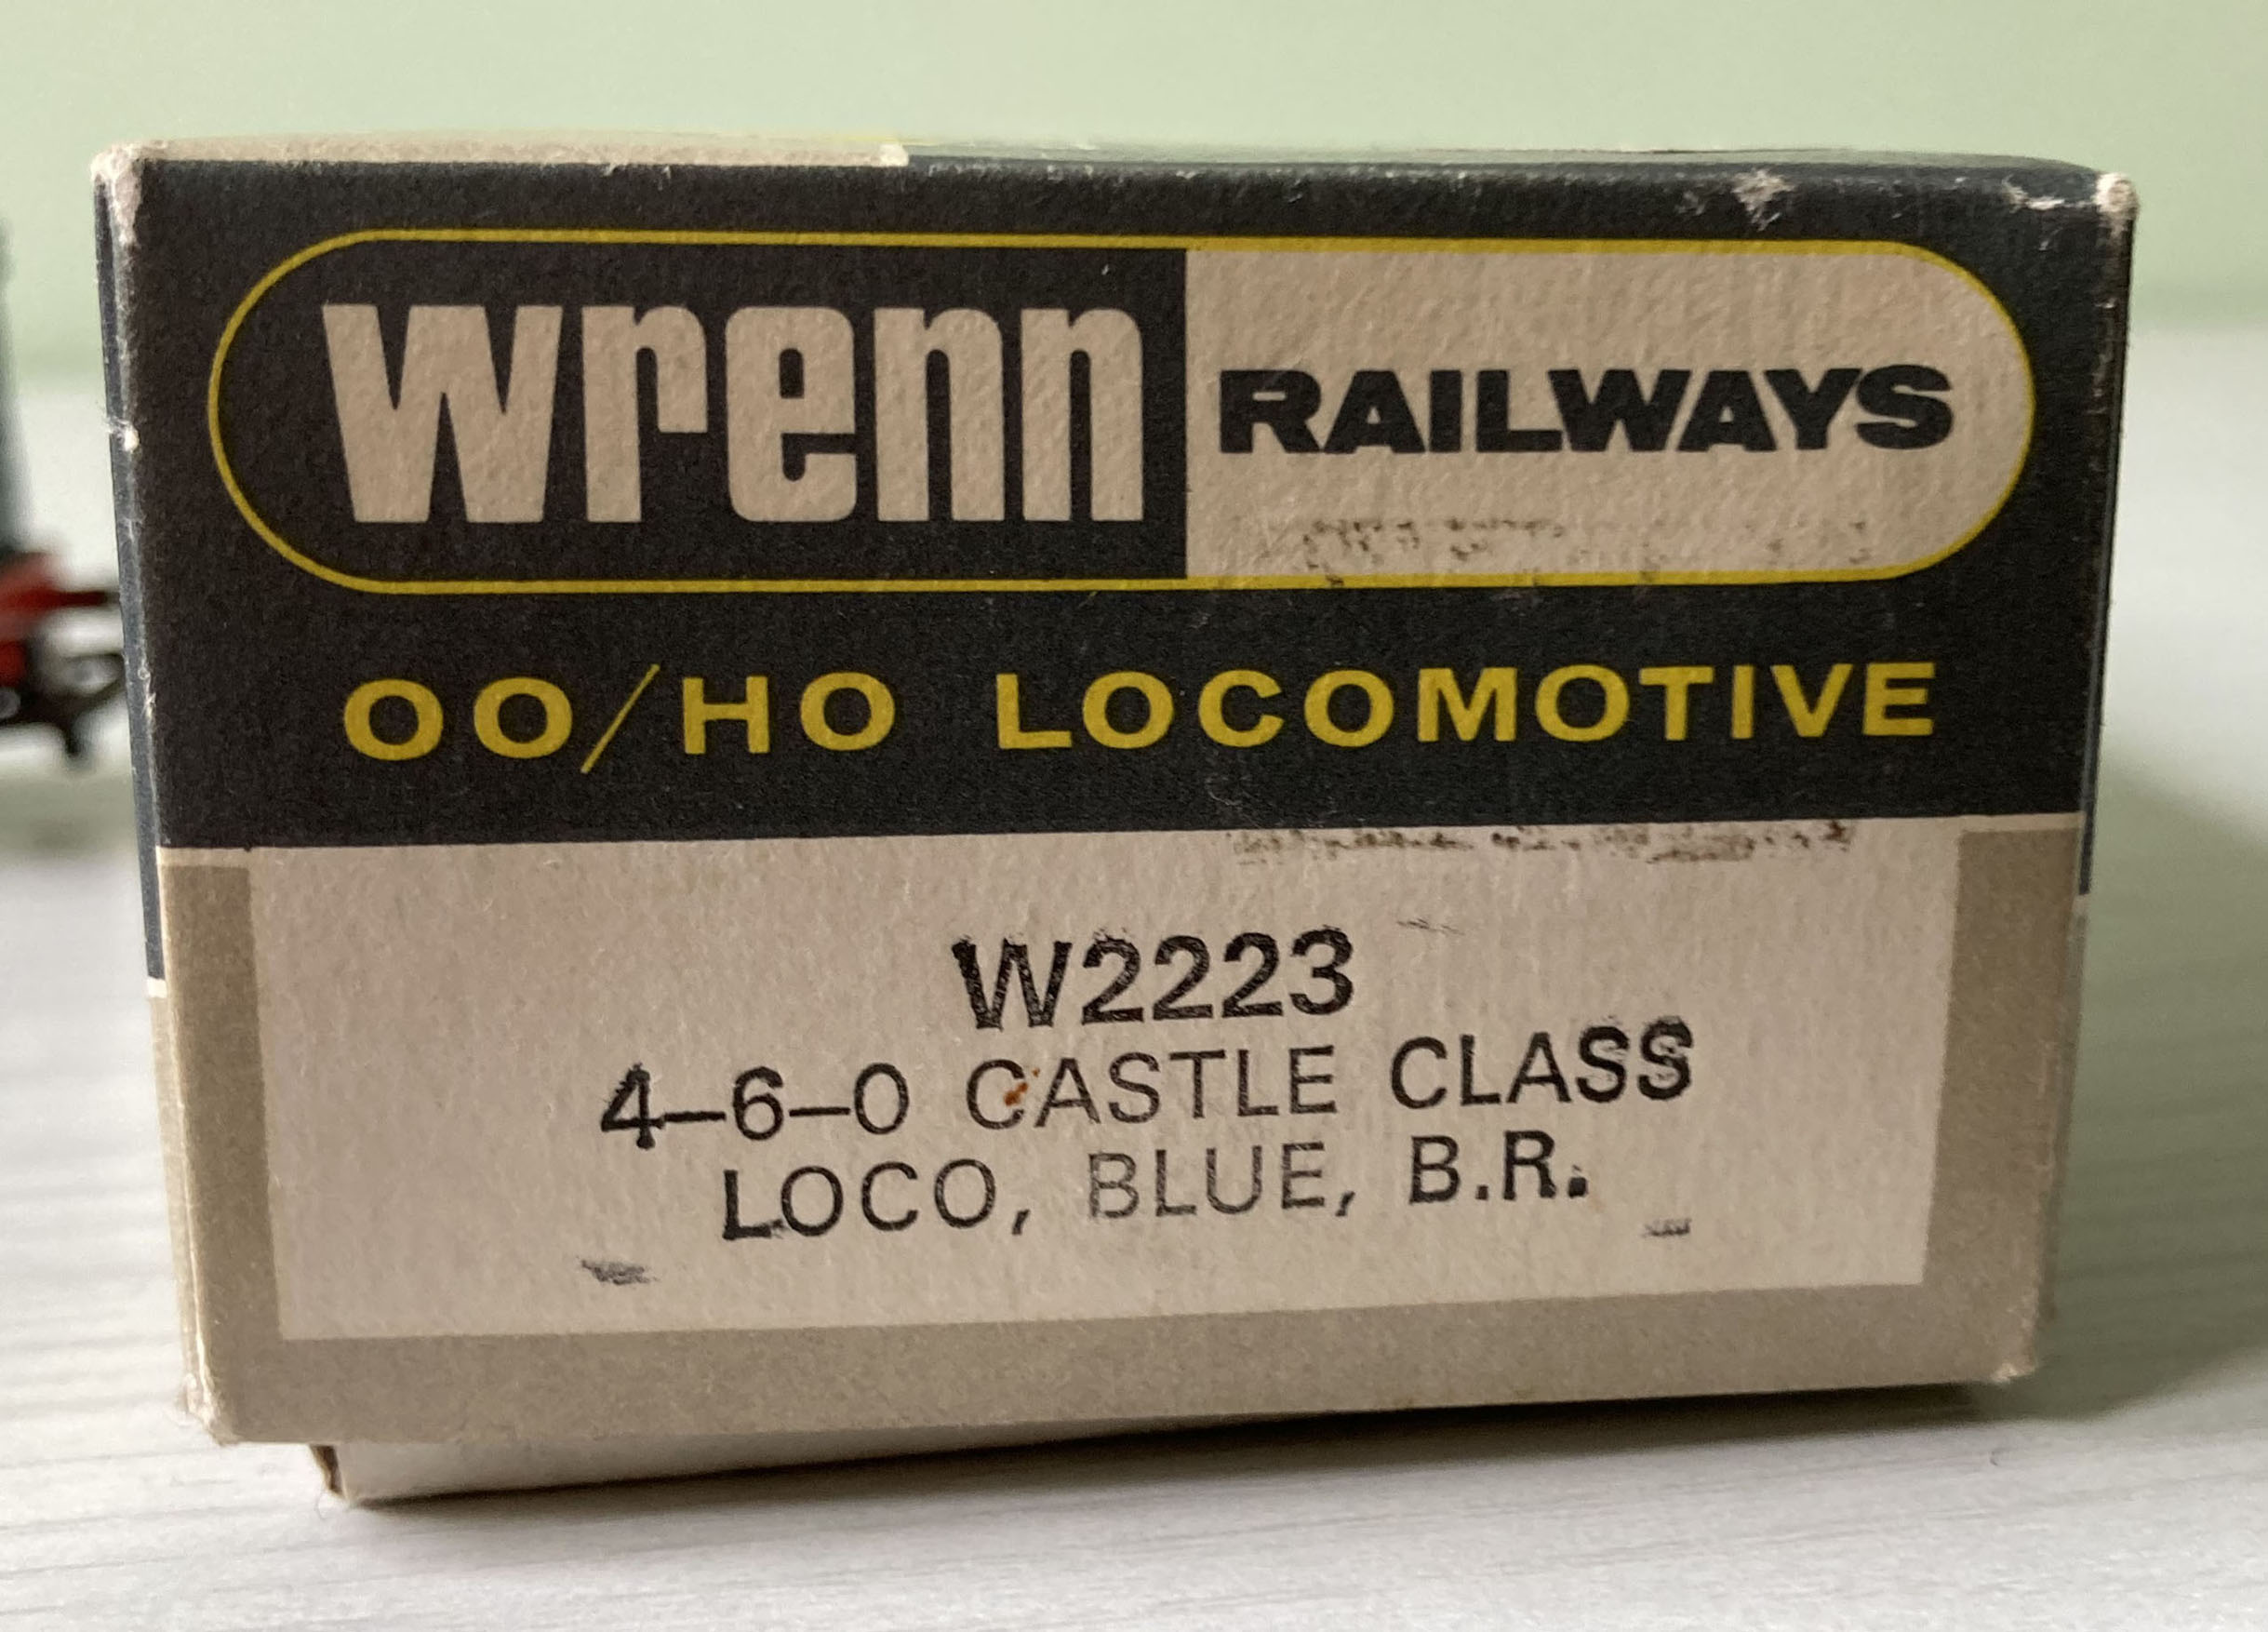 wrenn RAILWAYS
OO/HO LOCOMOTIVE
W2223
4-6-0 CASTLE CLASS
LOCO, BLUE, B.R.